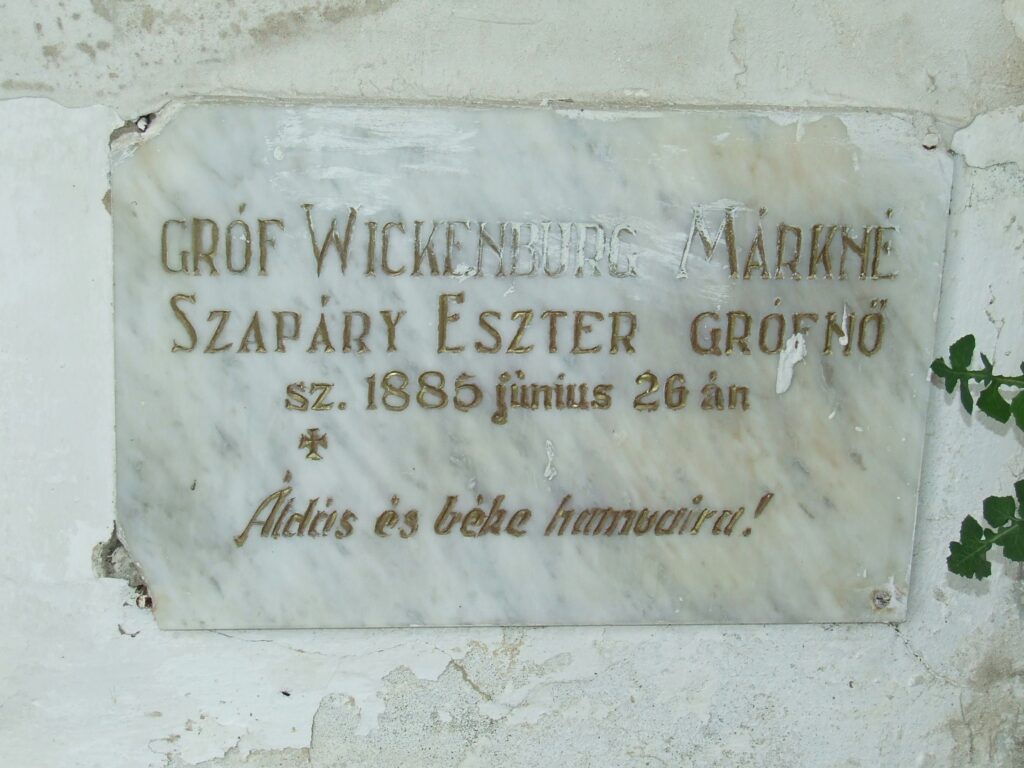 GRÓF WICKENBURG MÁRKNÉ
SZAPÁRY ESZTER GRÓFNŐ
sz. 1885 június 26 án
✠
Áldás és béke hamvaira!